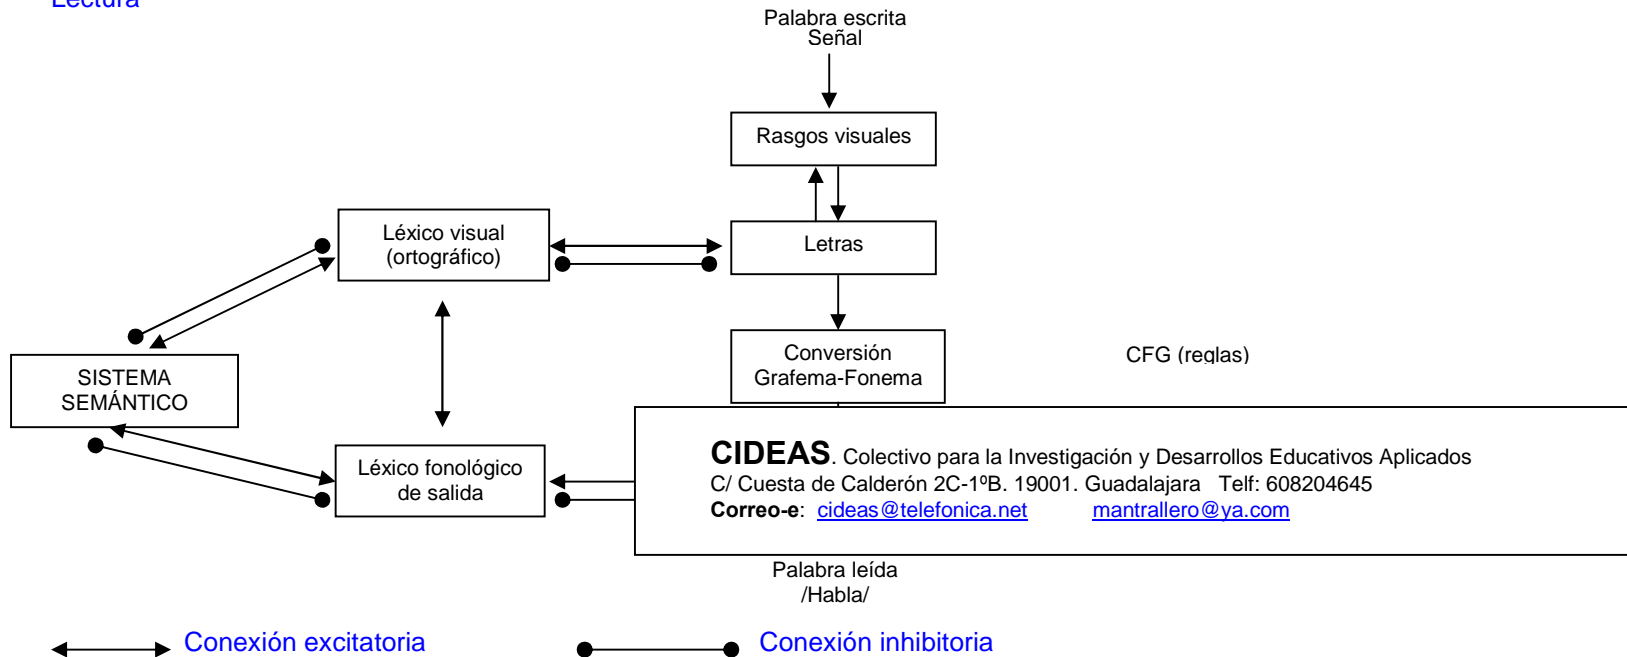 Lectura
Palabra escrita
Señal
Rasgos visuales
Léxico visual
(ortográfico)
Letras
Conversión
Grafema-Fonema
CFG (reglas)
SISTEMA
SEMÁNTICO
Léxico fonológico
de salida
CIDEAS. Colectivo para la Investigación y Desarrollos Educativos Aplicados
C/ Cuesta de Calderón 2C-1ºB. 19001. Guadalajara Telf: 608204645
Correo-e: cideas@telefonica.net mantrallero@ya.com
Palabra leída
/Habla/
Conexión excitatoria
Conexión inhibitoria